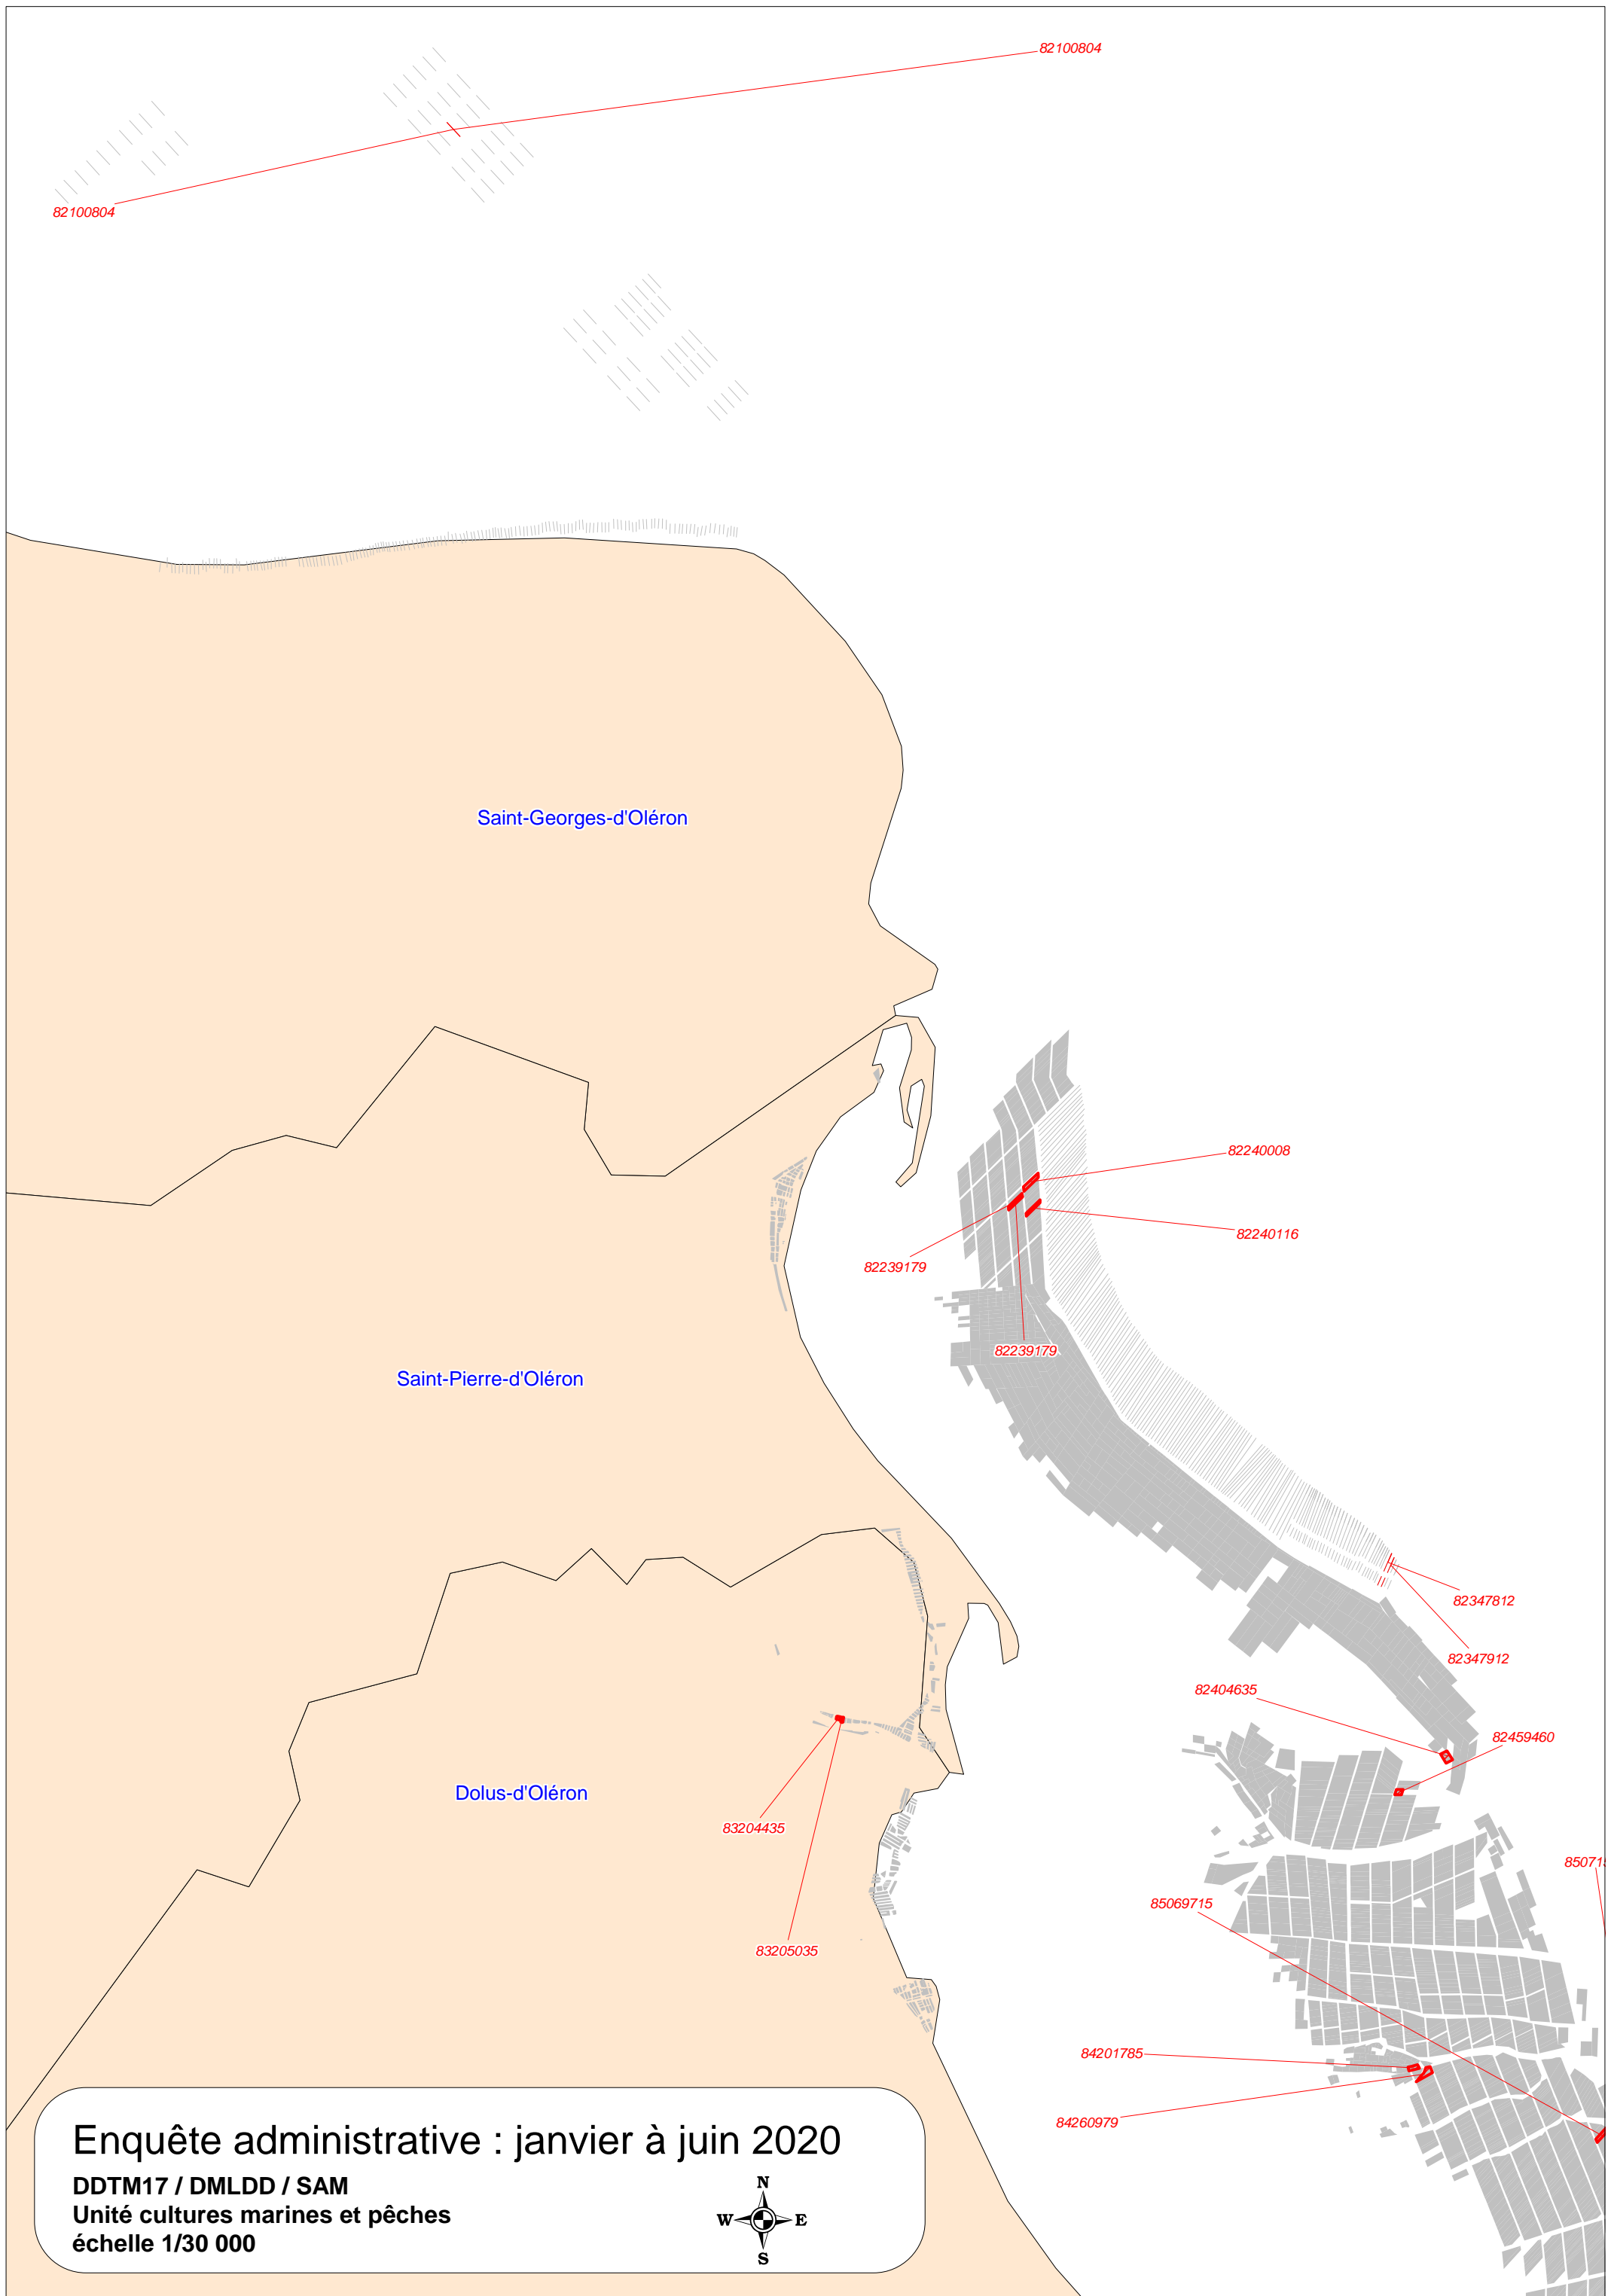 82100804
82100804
Saint-Georges-d'Oléron
82240008
82240116
82239179
82239179
Saint-Pierre-d'Oléron
82347812
82347912
82404635
82459460
Dolus-d'Oléron
83204435
850715
85069715
83205035
84201785
84260979
Enquête administrative : janvier à juin 2020
DDTM17 / DMLDD / SAM
Unité cultures marines et pêches
échelle 1/30 000
N
W E
S